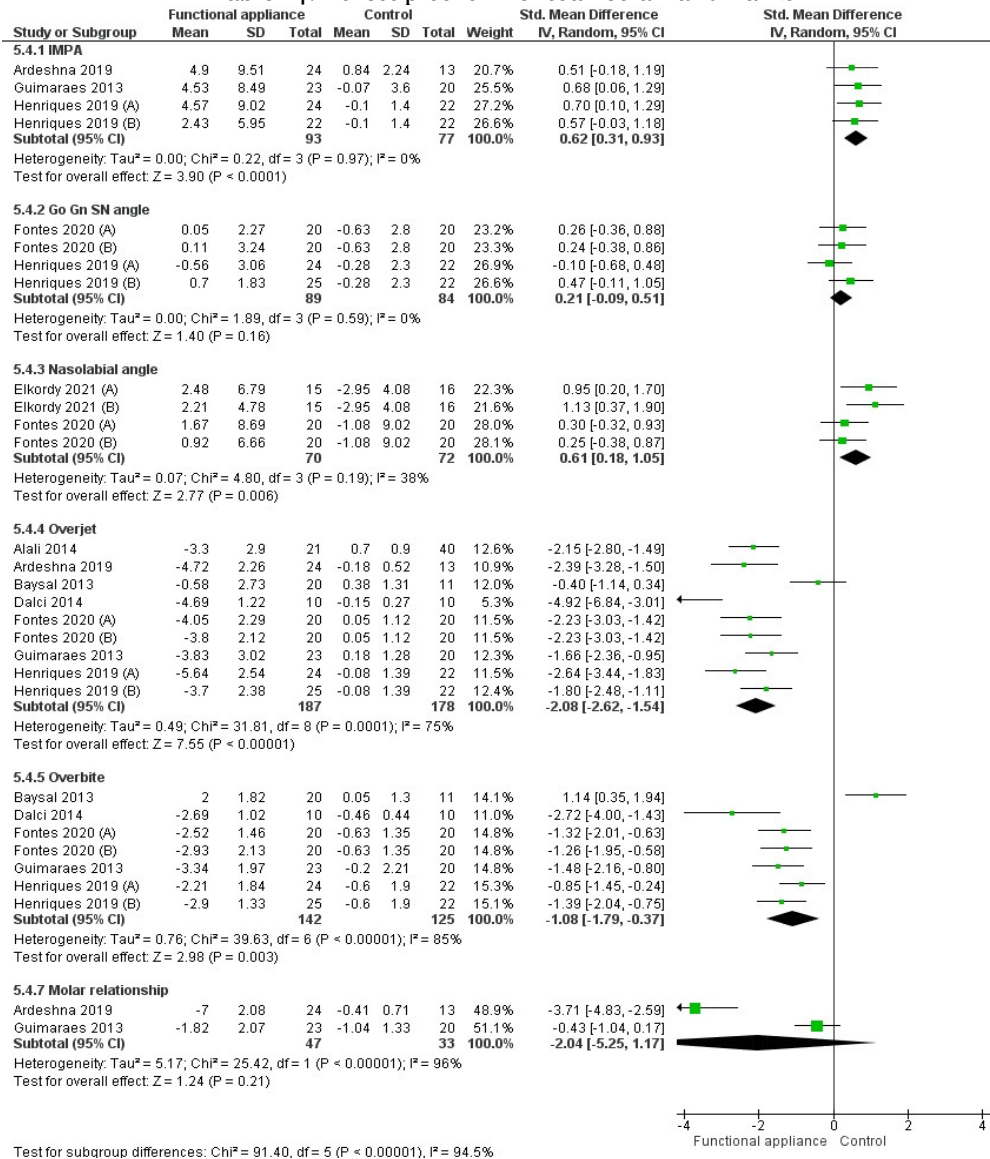 Functional appliance Control Std. Mean Difference Std. Mean Difference
Study or Subgroup Mean SD Total Mean SD Total Weight IV, Random, 95% CI IV, Random, 95% CI
5.4.1 IMPA
Ardeshna 2019 4.9 9.51 24 0.84 2.24 13 20.7% 0.51 [-0.18, 1.19]
Guimaraes 2013 4.53 8.49 23 -0.07 3.6 20 25.5% 0.68 [0.06, 1.29]
Henriques 2019 (A) 4.57 9.02 24 -0.1 1.4 22 27.2% 0.70 [0.10, 1.29]
Henriques 2019 (B) 2.43 5.95 22 -0.1 1.4 22 26.6% 0.57 [-0.03, 1.18]
Subtotal (95% CI) 93 77 100.0% 0.62 [0.31, 0.93]
Heterogeneity: Tau² = 0.00; Chi² = 0.22, df = 3 (P = 0.97); I² = 0%
Test for overall effect: Z = 3.90 (P < 0.0001)
5.4.2 Go Gn SN angle
Fontes 2020 (A) 0.05 2.27 20 -0.63 2.8 20 23.2% 0.26 [-0.36, 0.88]
Fontes 2020 (B) 0.11 3.24 20 -0.63 2.8 20 23.3% 0.24 [-0.38, 0.86]
Henriques 2019 (A) -0.56 3.06 24 -0.28 2.3 22 26.9% -0.10 [-0.68, 0.48]
Henriques 2019 (B) 0.7 1.83 25 -0.28 2.3 22 26.6% 0.47 [-0.11, 1.05]
Subtotal (95% CI) 89 84 100.0% 0.21 [-0.09, 0.51]
Heterogeneity: Tau² = 0.00; Chi² = 1.89, df = 3 (P = 0.59); I² = 0%
Test for overall effect: Z = 1.40 (P = 0.16)
5.4.3 Nasolabial angle
Elkordy 2021 (A) 2.48 6.79 15 -2.95 4.08 16 22.3% 0.95 [0.20, 1.70]
Elkordy 2021 (B) 2.21 4.78 15 -2.95 4.08 16 21.6% 1.13 [0.37, 1.90]
Fontes 2020 (A) 1.67 8.69 20 -1.08 9.02 20 28.0% 0.30 [-0.32, 0.93]
Fontes 2020 (B) 0.92 6.66 20 -1.08 9.02 20 28.1% 0.25 [-0.38, 0.87]
Subtotal (95% CI) 70 72 100.0% 0.61 [0.18, 1.05]
Heterogeneity: Tau² = 0.07; Chi² = 4.80, df = 3 (P = 0.19); I² = 38%
Test for overall effect: Z = 2.77 (P = 0.006)
5.4.4 Overjet
Alali 2014 -3.3 2.9 21 0.7 0.9 40 12.6% -2.15 [-2.80, -1.49]
Ardeshna 2019 -4.72 2.26 24 -0.18 0.52 13 10.9% -2.39 [-3.28, -1.50]
Baysal 2013 -0.58 2.73 20 0.38 1.31 11 12.0% -0.40 [-1.14, 0.34]
Dalci 2014 -4.69 1.22 10 -0.15 0.27 10 5.3% -4.92 [-6.84, -3.01]
Fontes 2020 (A) -4.05 2.29 20 0.05 1.12 20 11.5% -2.23 [-3.03, -1.42]
Fontes 2020 (B) -3.8 2.12 20 0.05 1.12 20 11.5% -2.23 [-3.03, -1.42]
Guimaraes 2013 -3.83 3.02 23 0.18 1.28 20 12.3% -1.66 [-2.36, -0.95]
Henriques 2019 (A) -5.64 2.54 24 -0.08 1.39 22 11.5% -2.64 [-3.44, -1.83]
Henriques 2019 (B) -3.7 2.38 25 -0.08 1.39 22 12.4% -1.80 [-2.48, -1.11]
Subtotal (95% CI) 187 178 100.0% -2.08 [-2.62, -1.54]
Heterogeneity: Tau² = 0.49; Chi² = 31.81, df = 8 (P = 0.0001); I² = 75%
Test for overall effect: Z = 7.55 (P < 0.00001)
5.4.5 Overbite
Baysal 2013 2 1.82 20 0.05 1.3 11 14.1% 1.14 [0.35, 1.94]
Dalci 2014 -2.69 1.02 10 -0.46 0.44 10 11.0% -2.72 [-4.00, -1.43]
Fontes 2020 (A) -2.52 1.46 20 -0.63 1.35 20 14.8% -1.32 [-2.01, -0.63]
Fontes 2020 (B) -2.93 2.13 20 -0.63 1.35 20 14.8% -1.26 [-1.95, -0.58]
Guimaraes 2013 -3.34 1.97 23 -0.2 2.21 20 14.8% -1.48 [-2.16, -0.80]
Henriques 2019 (A) -2.21 1.84 24 -0.6 1.9 22 15.3% -0.85 [-1.45, -0.24]
Henriques 2019 (B) -2.9 1.33 25 -0.6 1.9 22 15.1% -1.39 [-2.04, -0.75]
Subtotal (95% CI) 142 125 100.0% -1.08 [-1.79, -0.37]
Heterogeneity: Tau² = 0.76; Chi² = 39.63, df = 6 (P < 0.00001); I² = 85%
Test for overall effect: Z = 2.98 (P = 0.003)
5.4.7 Molar relationship
Ardeshna 2019 -7 2.08 24 -0.41 0.71 13 48.9% -3.71 [-4.83, -2.59]
Guimaraes 2013 -1.82 2.07 23 -1.04 1.33 20 51.1% -0.43 [-1.04, 0.17]
Subtotal (95% CI) 47 33 100.0% -2.04 [-5.25, 1.17]
Heterogeneity: Tau² = 5.17; Chi² = 25.42, df = 1 (P < 0.00001); I² = 96%
Test for overall effect: Z = 1.24 (P = 0.21)
-4 -2 0 2 4
Functional appliance Control
Test for subgroup differences: Chi² = 91.40, df = 5 (P < 0.00001), I² = 94.5%